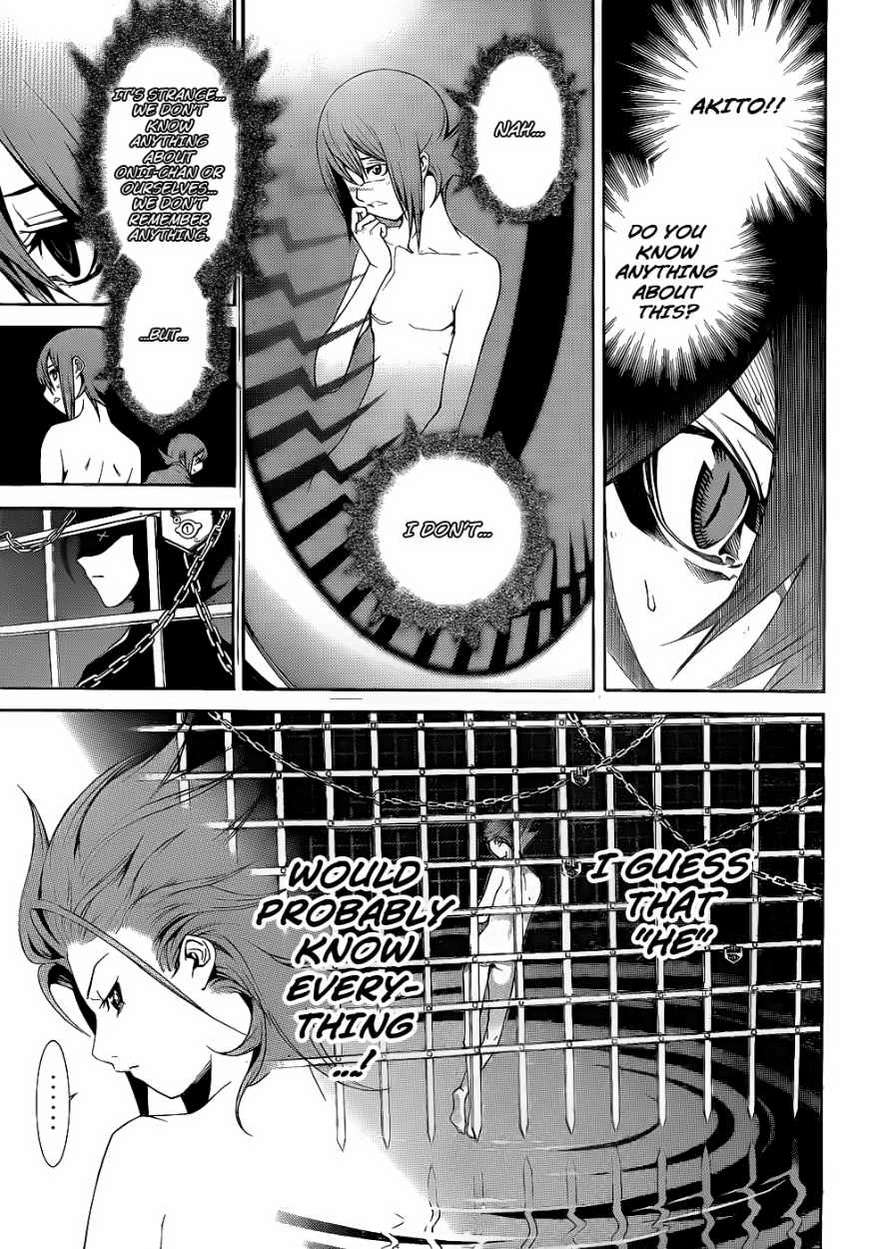 AKITO!!
DO YOU
KNOW
ANYTHING
ABOUT
THIS?
NAH...
I DON'T...
IT'S STRANGE...
WE DON'T
KNOW
ANYTHING
ABOUT
ONII-CHAN OR
OURSELVES...
WE DON'T
REMEMBER
ANYTHING.
...BUT...
I GUESS
THAT
"HE"
WOULD
PROBABLY
KNOW
EVERY-
THING
...!
......